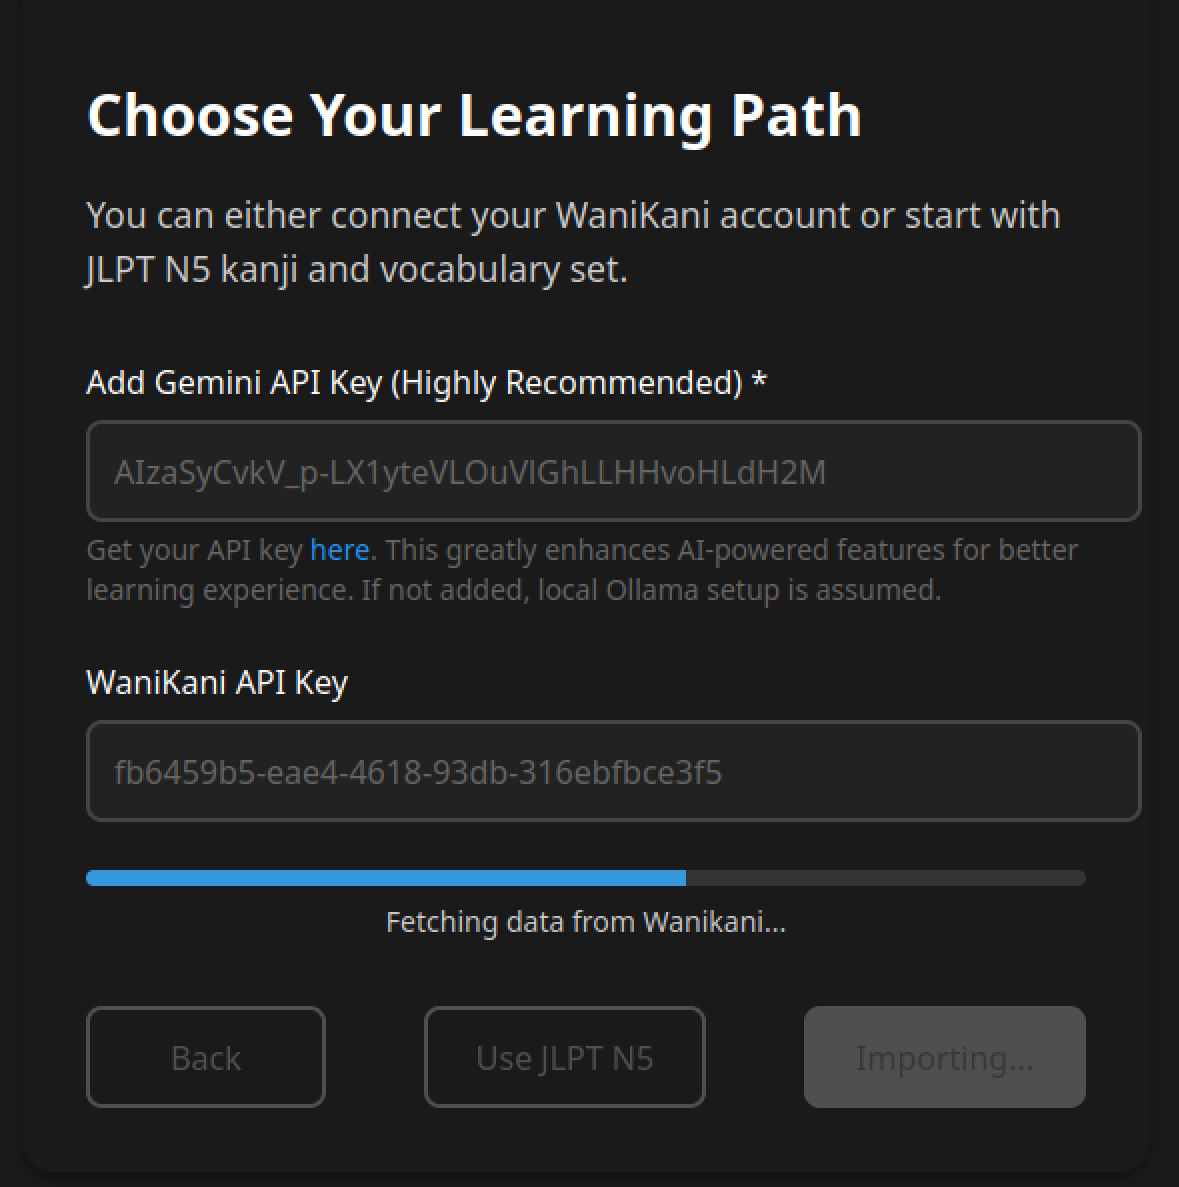 Choose Your Learning Path
You can either connect your WaniKani account or start with
JLPT N5 kanji and vocabulary set.
Add Gemini API Key (Highly Recommended) *
AIzaSyCvkV_p-LX1yteVLOuVlGhLLHHvoHLdH2M
Get your API key here. This greatly enhances AI-powered features for better
learning experience. If not added, local Ollama setup is assumed.
WaniKani API Key
fb6459b5-eae4-4618-93db-316ebfbce3f5
Fetching data from Wanikani...
Back
Use JLPT N5
Importing...